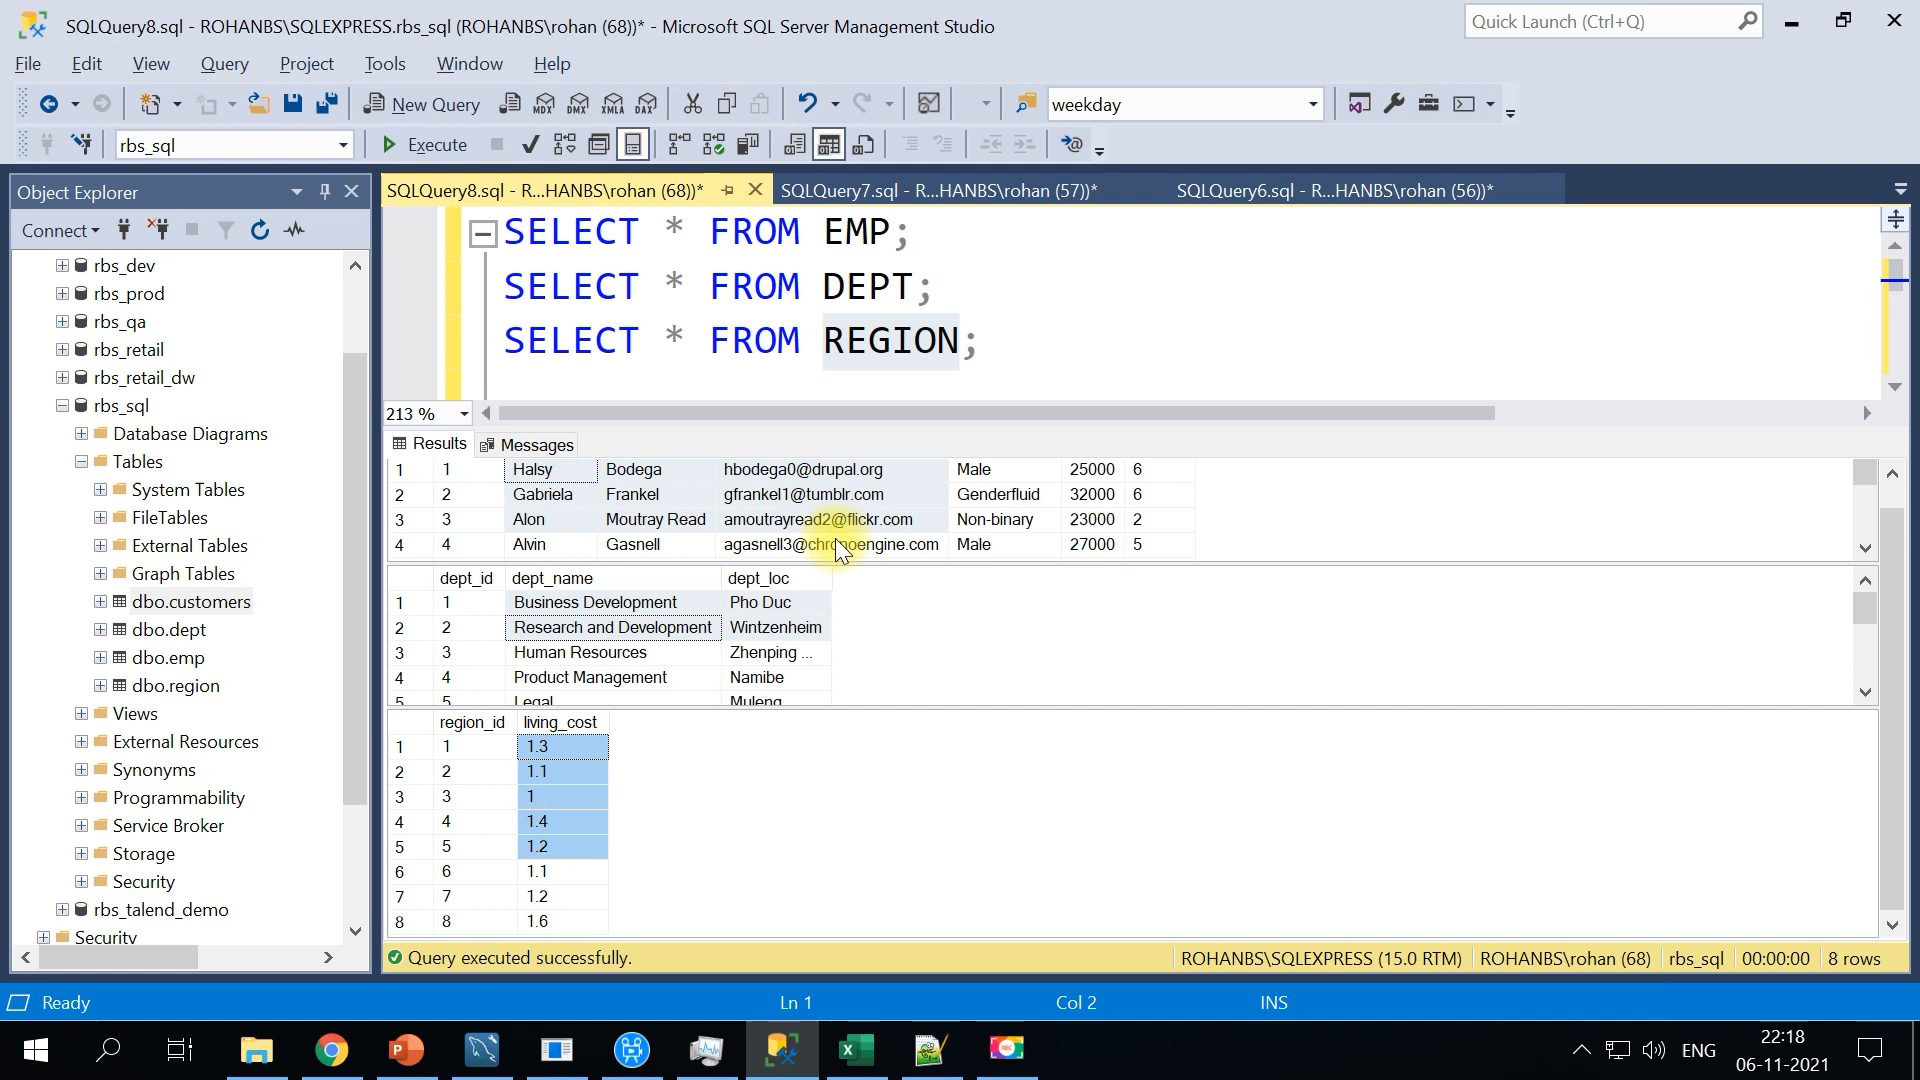 SQLQuery8.sql - ROHANBS\SQLEXPRESS.rbs_sql (ROHANBS\rohan (68))* - Microsoft SQL Server Management Studio
Quick Launch (Ctrl+Q)
File Edit View Query Project Tools Window Help
New Query MDX DMX XMLA DAX weekday
rbs_sql Execute
Object Explorer
SQLQuery8.sql - R...HANBS\rohan (68))* SQLQuery7.sql - R...HANBS\rohan (57))* SQLQuery6.sql - R...HANBS\rohan (56))*
Connect
rbs_dev
rbs_prod
rbs_qa
rbs_retail
rbs_retail_dw
rbs_sql
Database Diagrams
Tables
System Tables
FileTables
External Tables
Graph Tables
dbo.customers
dbo.dept
dbo.emp
dbo.region
Views
External Resources
Synonyms
Programmability
Service Broker
Storage
Security
rbs_talend_demo
Security
SELECT * FROM EMP;
SELECT * FROM DEPT;
SELECT * FROM REGION;
213 %
Results Messages
1 1 Halsy Bodega hbodega0@drupal.org Male 25000 6
2 2 Gabriela Frankel gfrankel1@tumblr.com Genderfluid 32000 6
3 3 Alon Moutray Read amoutrayread2@flickr.com Non-binary 23000 2
4 4 Alvin Gasnell agasnell3@chronoengine.com Male 27000 5
dept_id dept_name dept_loc
1 1 Business Development Pho Duc
2 2 Research and Development Wintzenheim
3 3 Human Resources Zhenping ...
4 4 Product Management Namibe
5 5 Legal Muleng
region_id living_cost
1 1 1.3
2 2 1.1
3 3 1
4 4 1.4
5 5 1.2
6 6 1.1
7 7 1.2
8 8 1.6
Query executed successfully. ROHANBS\SQLEXPRESS (15.0 RTM) ROHANBS\rohan (68) rbs_sql 00:00:00 8 rows
Ready Ln 1 Col 2 INS
ENG
22:18
06-11-2021